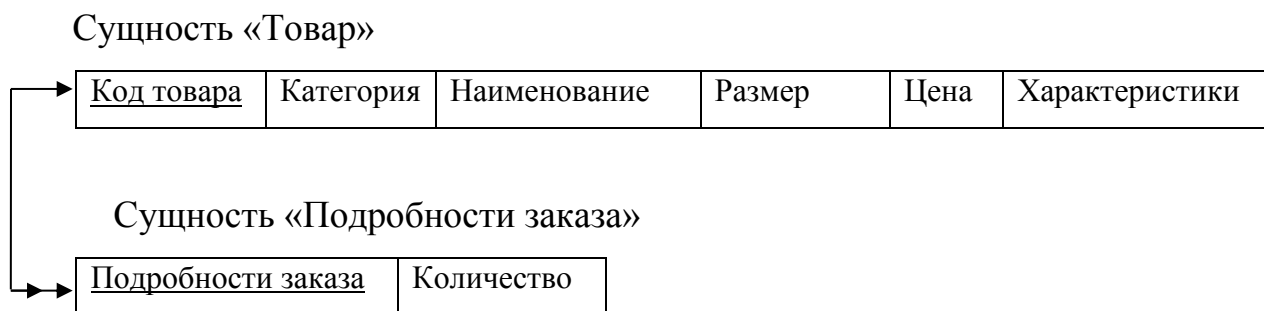 Сущность «Товар»
Код товара Категория Наименование Размер Цена Характеристики
Сущность «Подробности заказа»
Подробности заказа Количество